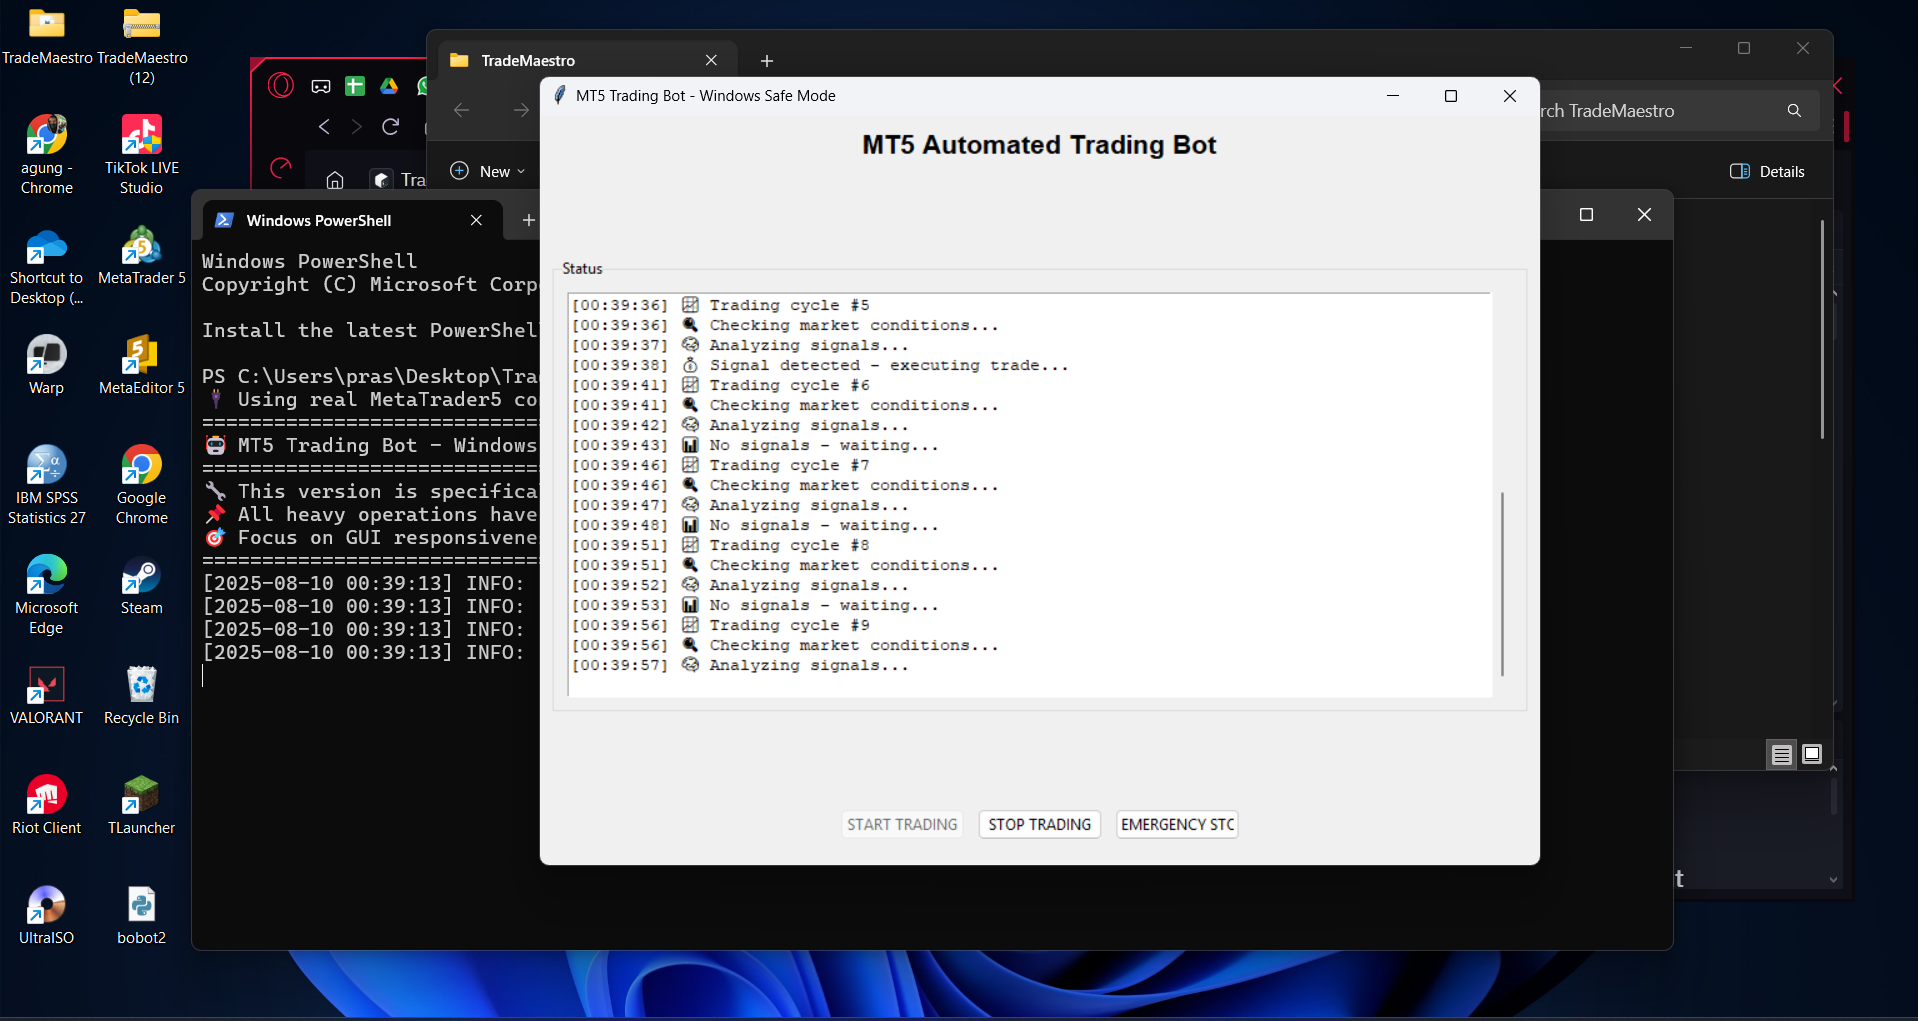 TradeMaestro
TradeMaestro
(12)
agung -
Chrome
TikTok LIVE
Studio
Shortcut to
Desktop (...
MetaTrader 5
Warp
MetaEditor 5
IBM SPSS
Statistics 27
Google
Chrome
Microsoft
Edge
Steam
VALORANT
Recycle Bin
Riot Client
TLauncher
UltraISO
bobot2
TradeMaestro
New
rch TradeMaestro
Details
Tra
Windows PowerShell
Windows PowerShell
Copyright (C) Microsoft Corp
Install the latest PowerShel
PS C:\Users\pras\Desktop\Tra
Using real MetaTrader5 co
========================================
MT5 Trading Bot - Windows
========================================
This version is specifica
All heavy operations have
Focus on GUI responsivene
========================================
[2025-08-10 00:39:13] INFO:
[2025-08-10 00:39:13] INFO:
[2025-08-10 00:39:13] INFO:
[2025-08-10 00:39:13] INFO:
MT5 Trading Bot - Windows Safe Mode
MT5 Automated Trading Bot
Status
[00:39:36] Trading cycle #5
[00:39:36] Checking market conditions...
[00:39:37] Analyzing signals...
[00:39:38] Signal detected - executing trade...
[00:39:41] Trading cycle #6
[00:39:41] Checking market conditions...
[00:39:42] Analyzing signals...
[00:39:43] No signals - waiting...
[00:39:46] Trading cycle #7
[00:39:46] Checking market conditions...
[00:39:47] Analyzing signals...
[00:39:48] No signals - waiting...
[00:39:51] Trading cycle #8
[00:39:51] Checking market conditions...
[00:39:52] Analyzing signals...
[00:39:53] No signals - waiting...
[00:39:56] Trading cycle #9
[00:39:56] Checking market conditions...
[00:39:57] Analyzing signals...
START TRADING
STOP TRADING
EMERGENCY STO
t